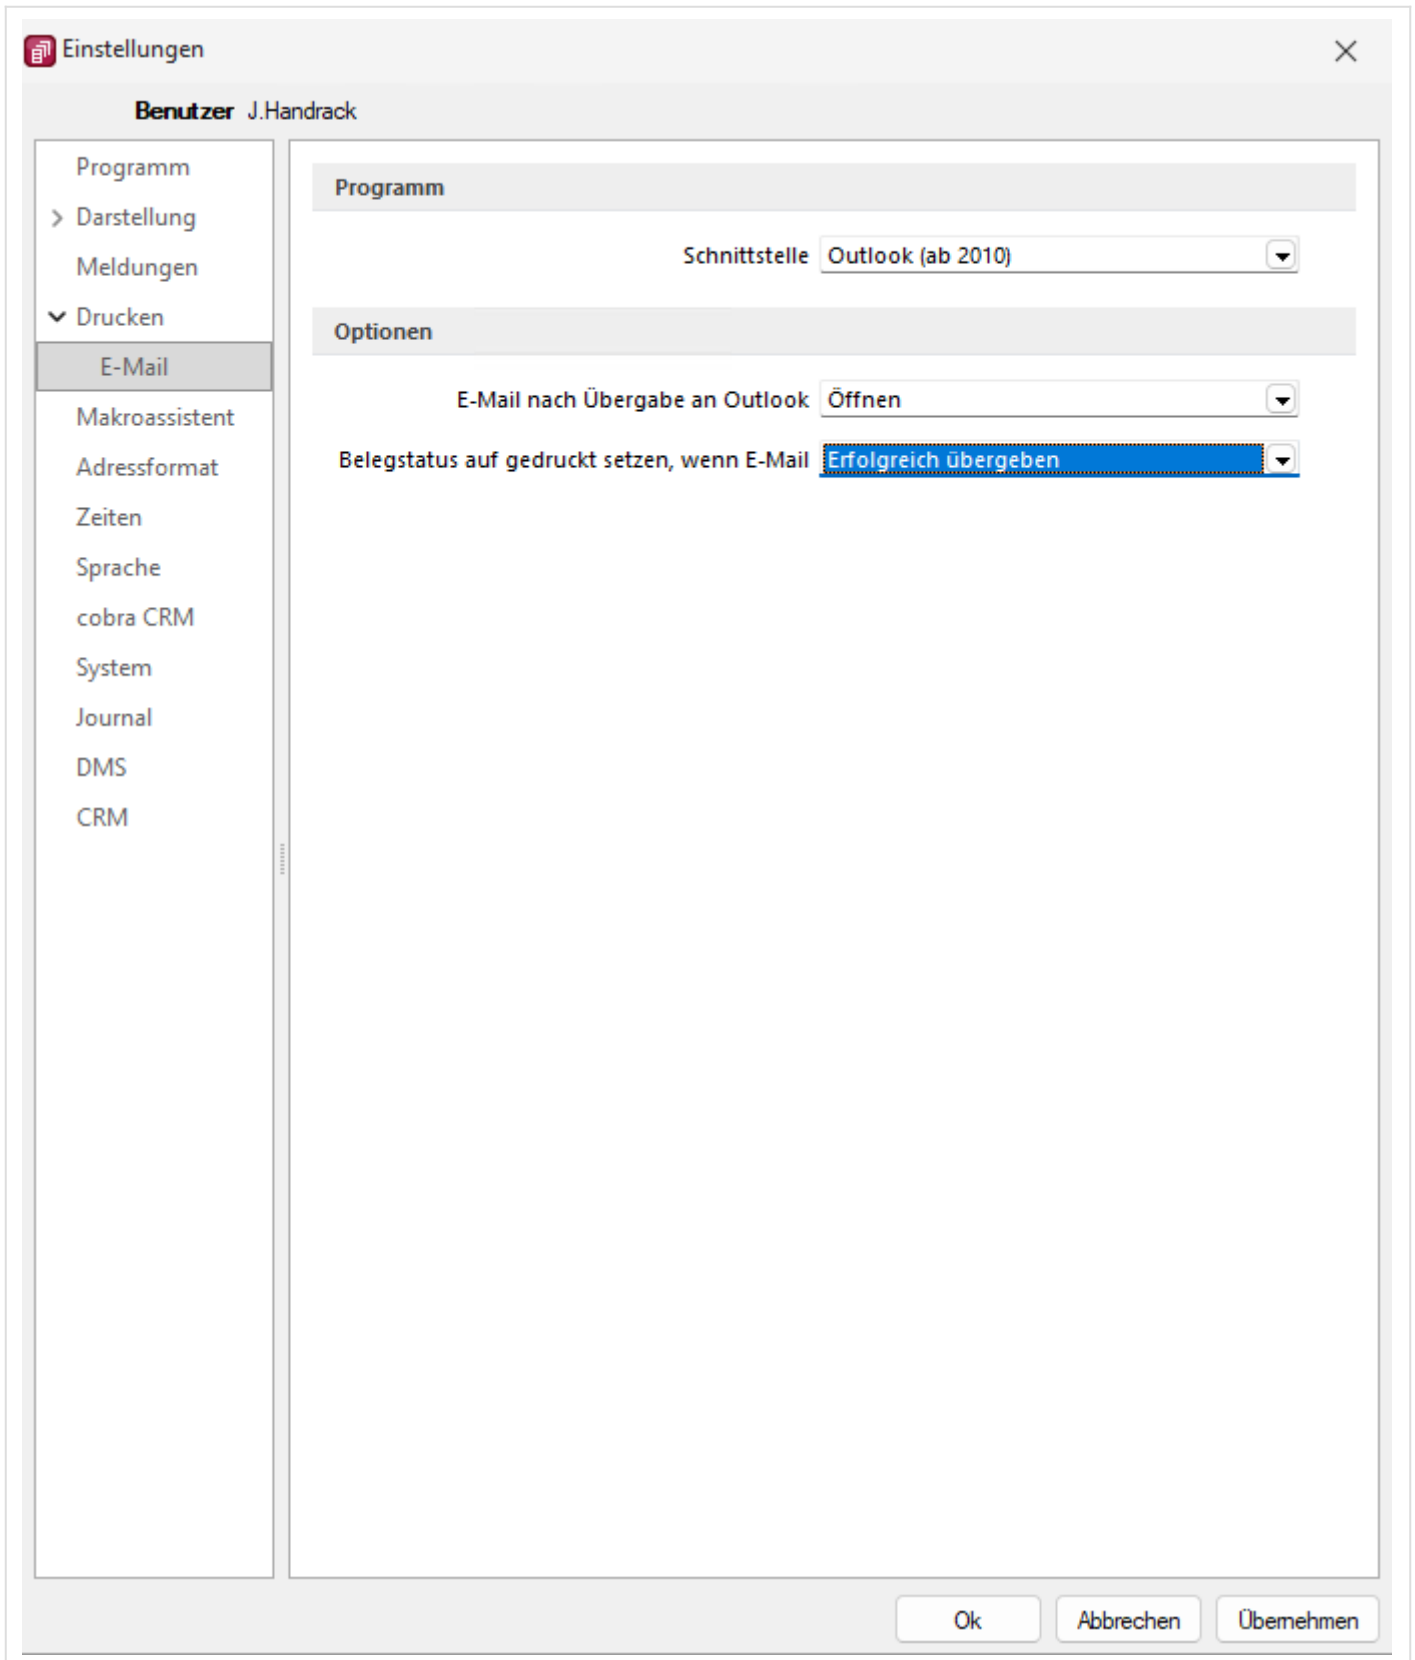 Einstellungen
Benutzer J.Handrack
Programm
Darstellung
Meldungen
Drucken
E-Mail
Makroassistent
Adressformat
Zeiten
Sprache
cobra CRM
System
Journal
DMS
CRM
Programm
Schnittstelle Outlook (ab 2010)
Optionen
E-Mail nach Übergabe an Outlook Öffnen
Belegstatus auf gedruckt setzen, wenn E-Mail Erfolgreich übergeben
Ok Abbrechen Übernehmen